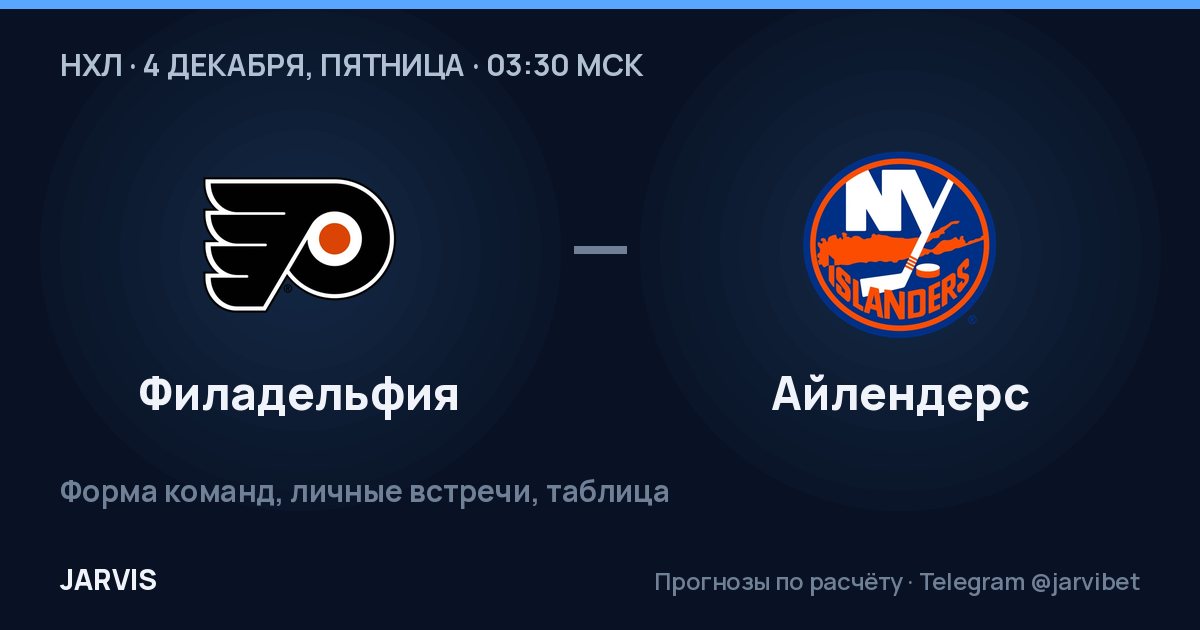 НХЛ · 4 ДЕКАБРЯ, ПЯТНИЦА · 03:30 МСК
NY
ISLANDERS
—
Филадельфия
Айлендерс
Форма команд, личные встречи, таблица
JARVIS
Прогнозы по расчёту · Telegram @jarvibet